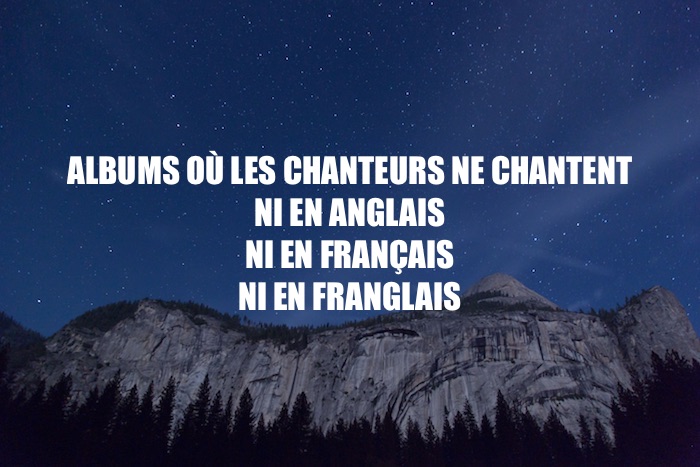 ALBUMS OÙ LES CHANTEURS NE CHANTENT
NI EN ANGLAIS
NI EN FRANÇAIS
NI EN FRANGLAIS